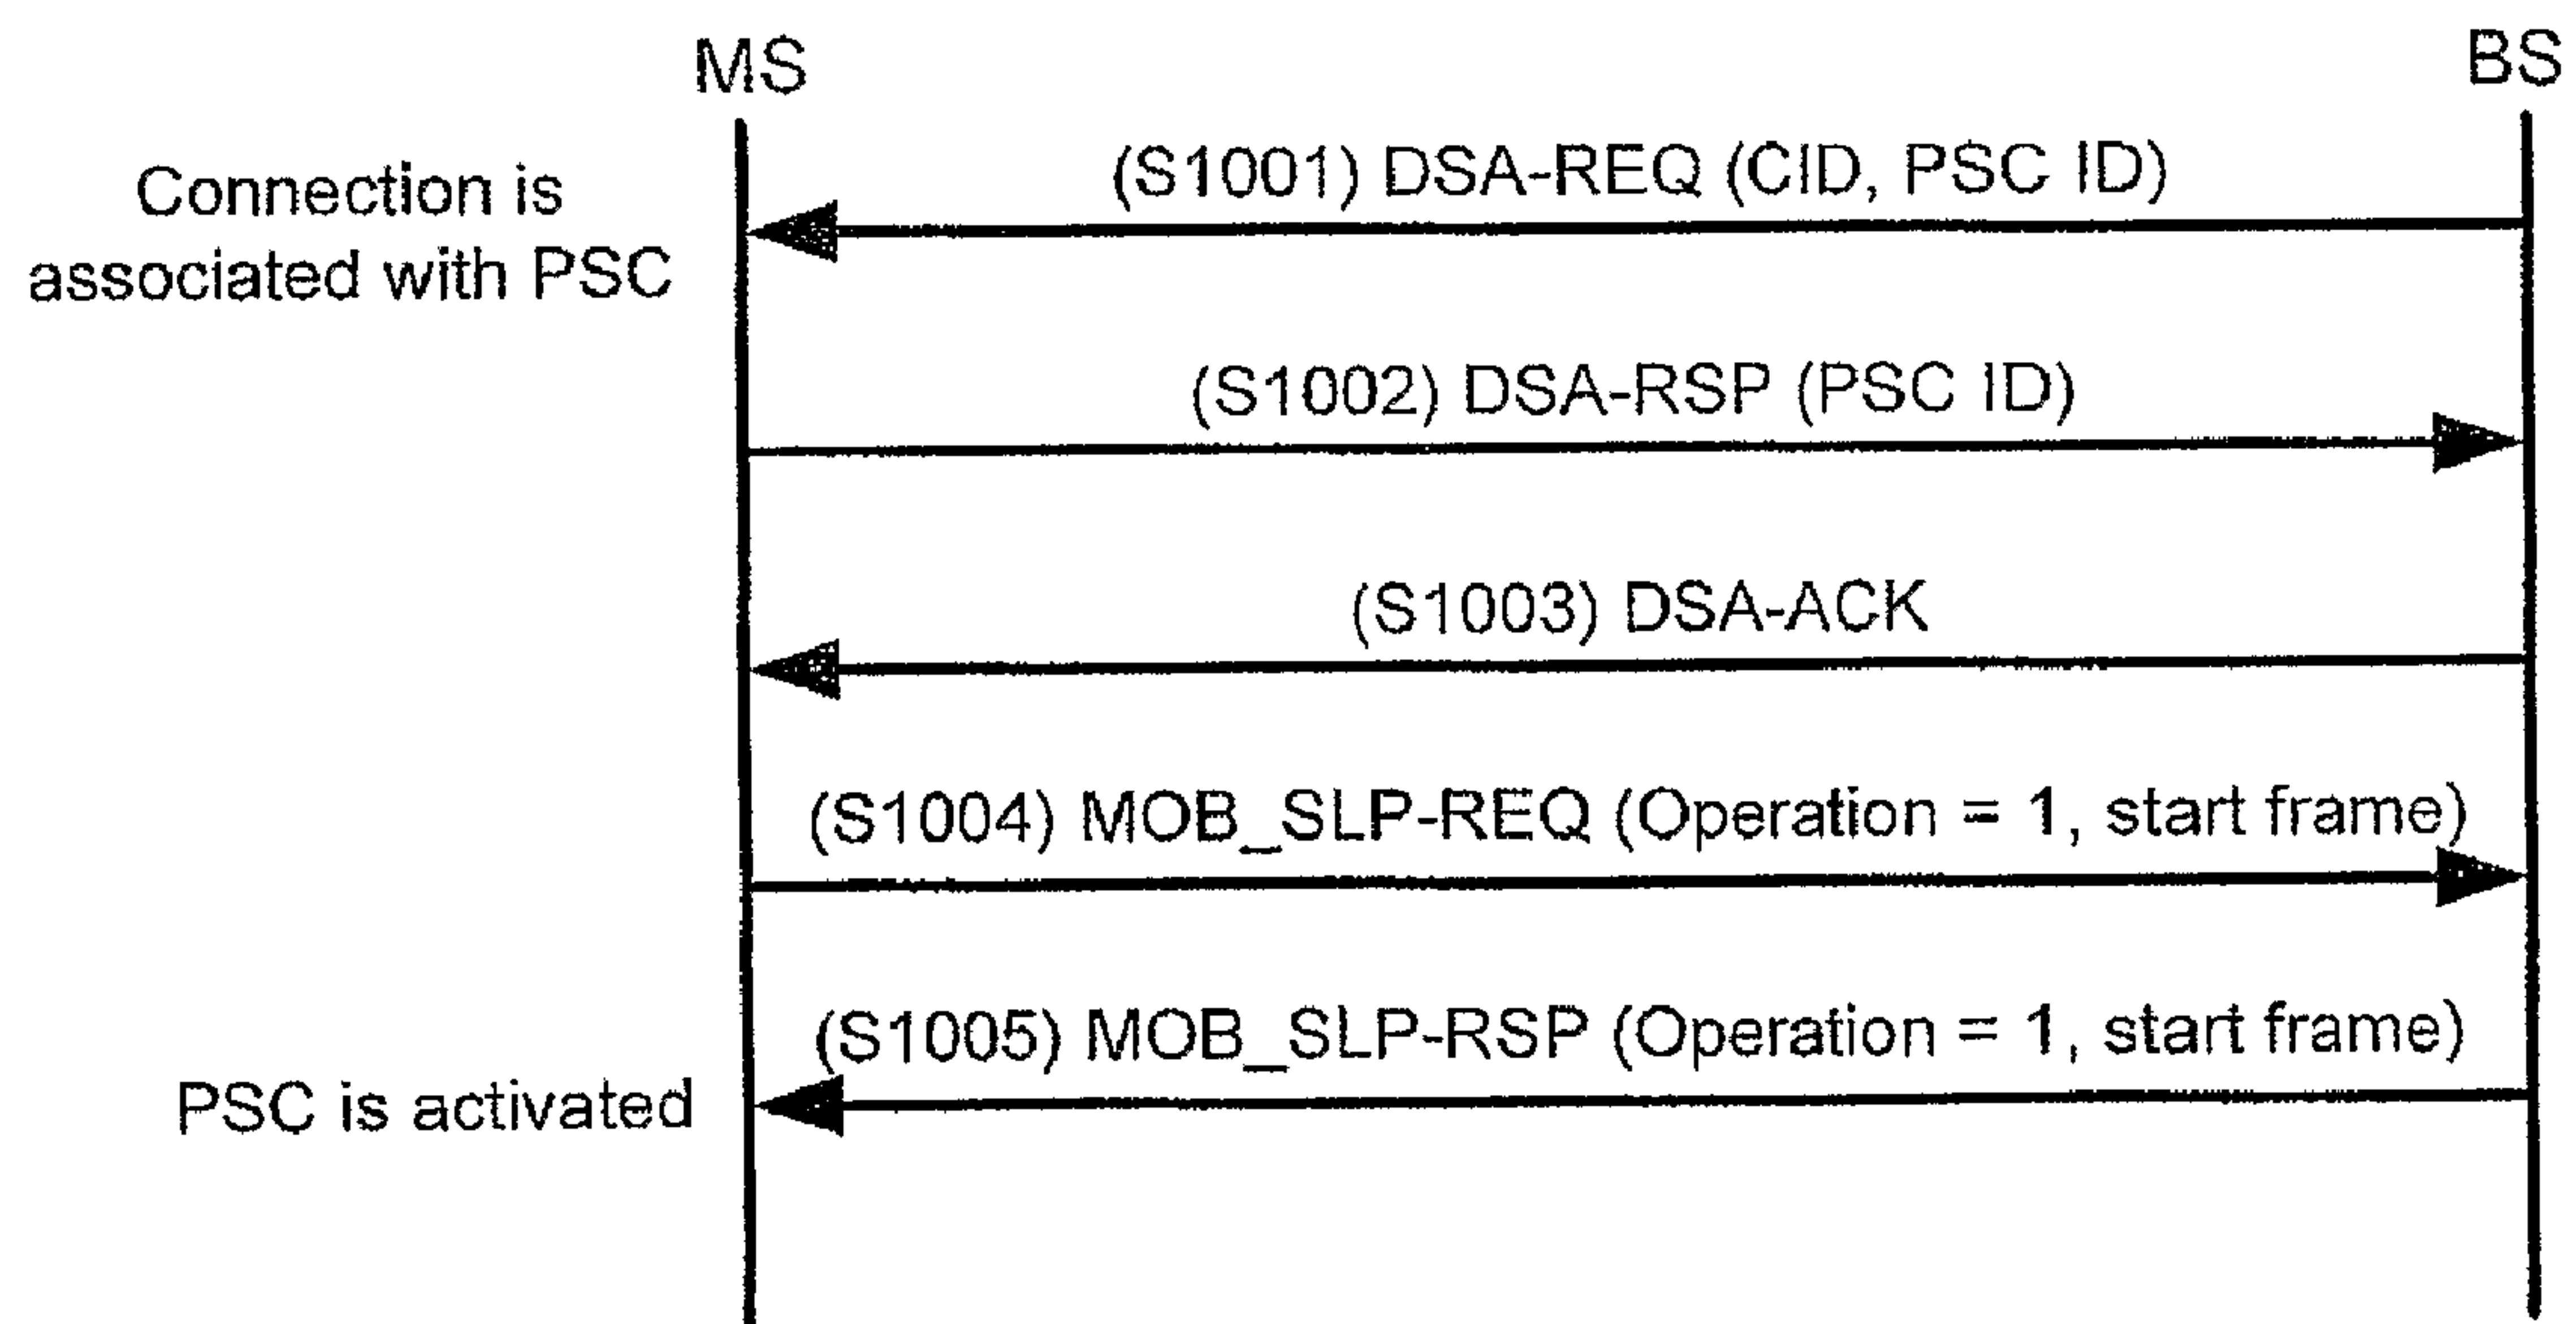 MS
BS
(S1001) DSA-REQ (CID, PSC ID)
Connection is
associated with PSC
(S1002) DSA-RSP (PSC ID)
(S1003) DSA-ACK
(S1004) MOB_SLP-REQ (Operation = 1, start frame)
(S1005) MOB_SLP-RSP (Operation = 1, start frame)
PSC is activated